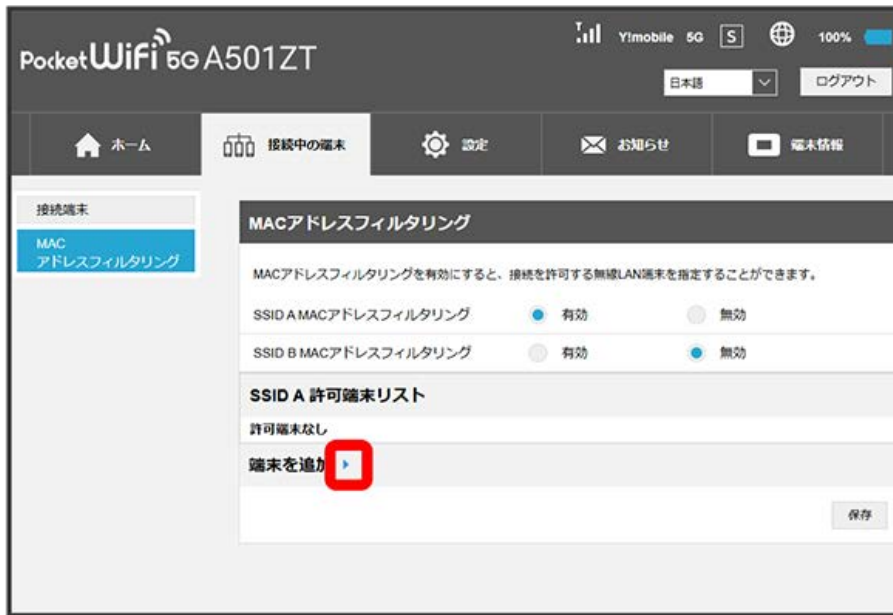 Pocket WiFi 5G A501ZT
Y!mobile 5G S 100%
日本語 ログアウト
ホーム 接続中の端末 設定 お知らせ 端末情報
接続端末
MAC
アドレスフィルタリング
MACアドレスフィルタリング
MACアドレスフィルタリングを有効にすると、接続を許可する無線LAN端末を指定することができます。
SSID A MACアドレスフィルタリング 有効 無効
SSID B MACアドレスフィルタリング 有効 無効
SSID A 許可端末リスト
許可端末なし
端末を追加
保存